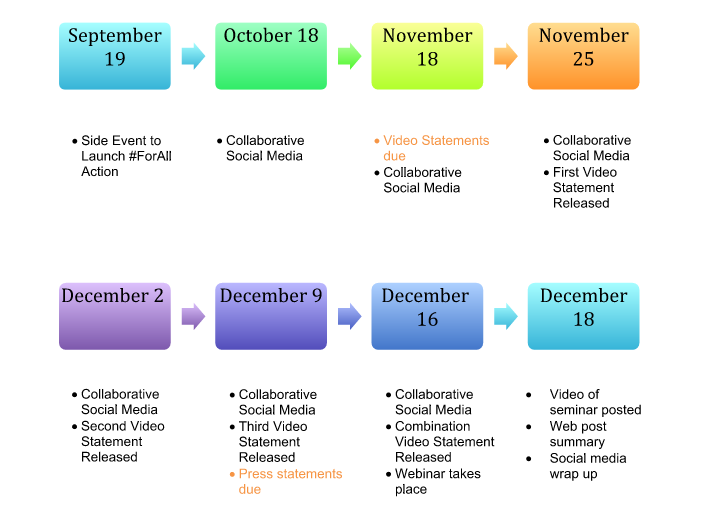 September
19
October 18
November
18
November
25
• Side Event to
Launch #ForAll
Action
• Collaborative
Social Media
• Video Statements
due
• Collaborative
Social Media
• Collaborative
Social Media
• First Video
Statement
Released
December 2
December 9
December
16
December
18
• Collaborative
Social Media
• Second Video
Statement
Released
• Collaborative
Social Media
• Third Video
Statement
Released
• Press statements
due
• Collaborative
Social Media
• Combination
Video Statement
Released
• Webinar takes
place
• Video of
seminar posted
• Web post
summary
• Social media
wrap up